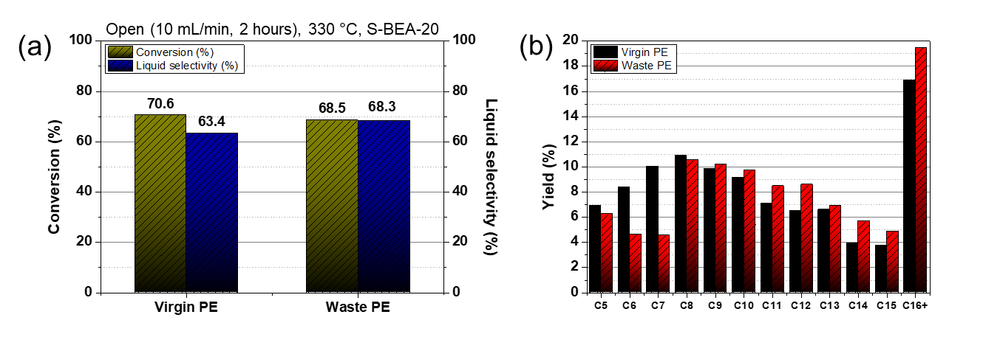 (a)
Open (10 mL/min, 2 hours), 330 °C, S-BEA-20
Conversion (%)
Liquid selectivity (%)
100
80
60
40
20
0
100
80
60
40
20
0
Conversion (%)
Liquid selectivity (%)
70.6
63.4
68.5
68.3
Virgin PE
Waste PE
(b)
Virgin PE
Waste PE
20
18
16
14
12
10
8
6
4
2
0
Yield (%)
C5 C6 C7 C8 C9 C10 C11 C12 C13 C14 C15 C16+